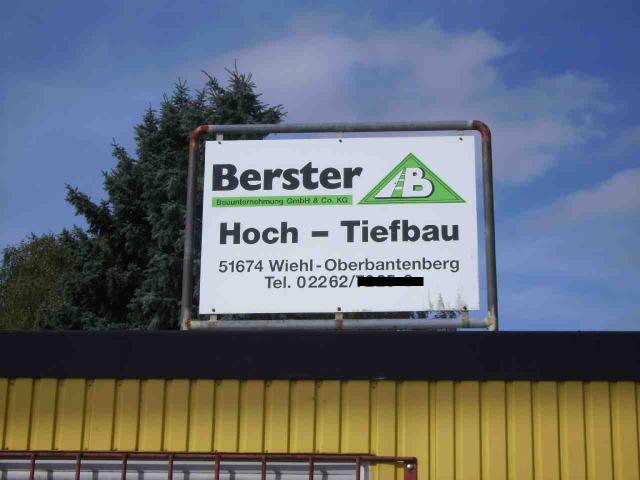 Berster
B
Bauunternehmung GmbH & Co. KG
Hoch - Tiefbau
51674 Wiehl-Oberbantenberg
Tel. 02262/